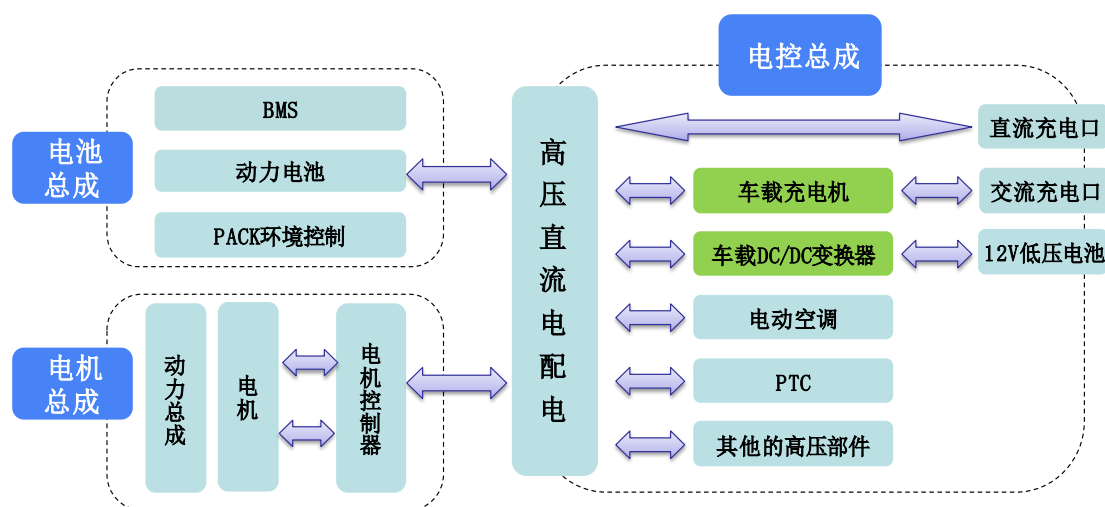 电控总成
电池
总成
BMS
动力电池
PACK环境控制
电机
总成
动力总成
电机
电机控制器
高压直流电配电
直流充电口
车载充电机
交流充电口
车载DC/DC变换器
12V低压电池
电动空调
PTC
其他的高压部件